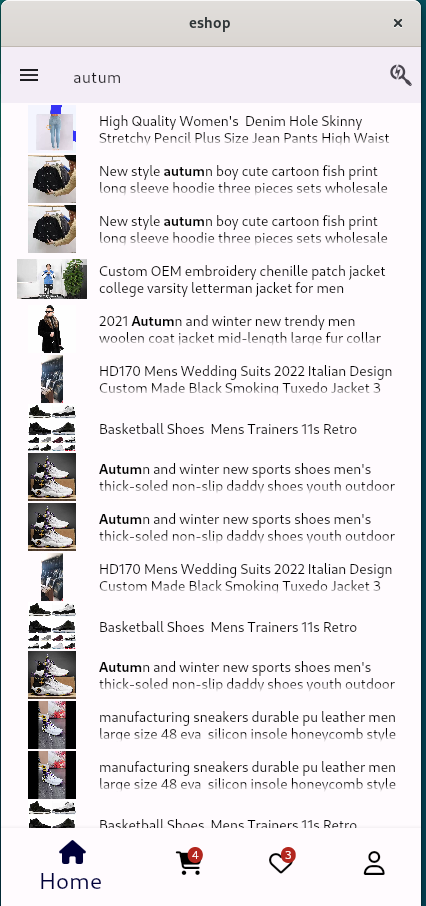 eshop
×
autum
High Quality Women's  Denim Hole Skinny
Stretchy Pencil Plus Size Jean Pants High Waist
New style autumn boy cute cartoon fish print
long sleeve hoodie three pieces sets wholesale
New style autumn boy cute cartoon fish print
long sleeve hoodie three pieces sets wholesale
Custom OEM embroidery chenille patch jacket
college varsity letterman jacket for men
2021 Autumn and winter new trendy men
woolen coat jacket mid-length large fur collar
HD170 Mens Wedding Suits 2022 Italian Design
Custom Made Black Smoking Tuxedo Jacket 3
Basketball Shoes  Mens Trainers 11s Retro
Autumn and winter new sports shoes men's
thick-soled non-slip daddy shoes youth outdoor
Autumn and winter new sports shoes men's
thick-soled non-slip daddy shoes youth outdoor
HD170 Mens Wedding Suits 2022 Italian Design
Custom Made Black Smoking Tuxedo Jacket 3
Basketball Shoes  Mens Trainers 11s Retro
Autumn and winter new sports shoes men's
thick-soled non-slip daddy shoes youth outdoor
manufacturing sneakers durable pu leather men
large size 48 eva  silicon insole honeycomb style
manufacturing sneakers durable pu leather men
large size 48 eva  silicon insole honeycomb style
Basketball Shoes  Mens Trainers 11s Retro
4
3
Home